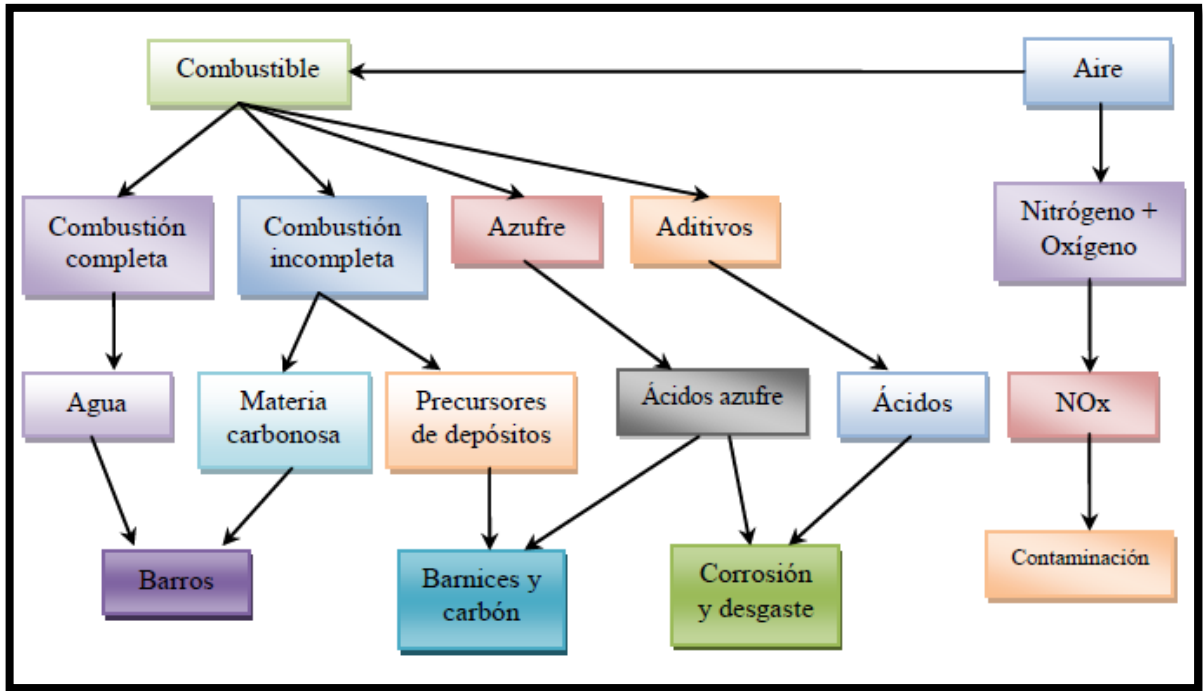 Combustible
Aire
Combustión
completa
Combustión
incompleta
Azufre
Aditivos
Nitrógeno +
Oxígeno
Agua
Materia
carbonosa
Precursores
de depósitos
Ácidos azufre
Ácidos
NOx
Barros
Barnices y
carbón
Corrosión
y desgaste
Contaminación